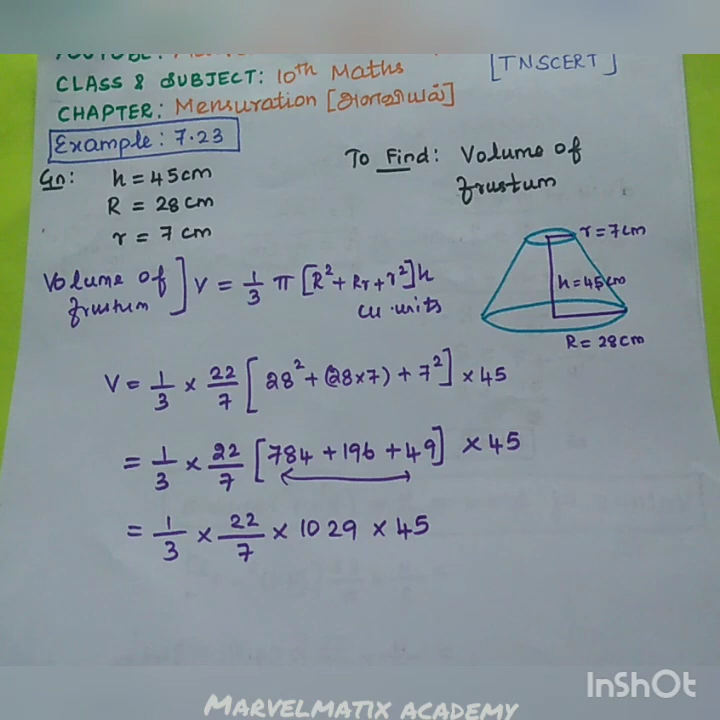 CLASS & SUBJECT: 10th Maths
[TNSCERT]
CHAPTER: Mensuration [அளவியல்]
Example: 7.23
Gn: h = 45cm
R = 28cm
r = 7 cm
To Find: Volume of
frustum
Volume of
frustum ] V = 1/3 π [R² + Rr + r²] h
cu.units
r = 7cm
h = 45cm
R = 28cm
V = 1/3 × 22/7 [28² + (28×7) + 7²] × 45
= 1/3 × 22/7 [784 + 196 + 49] × 45
= 1/3 × 22/7 × 1029 × 45
InShOt
MARVELMATIX ACADEMY